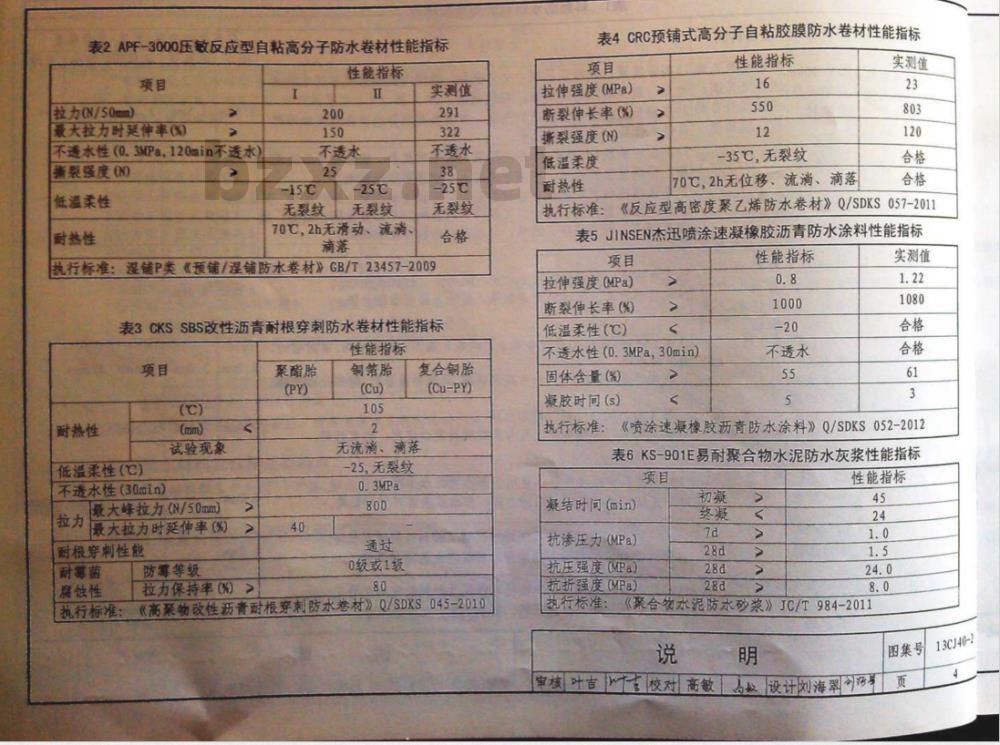 表2 APF-3000压敏反应型自粘高分子防水卷材性能指标
项目 性能指标
I II 实测值
拉力(N/50mm) ≥ 200 291
最大拉力时延伸率(%) ≥ 150 322
不透水性(0.3MPa,120min不透水) 不透水 不透水
撕裂强度(N) ≥ 25 38
低温柔性 -15℃ -25℃ -25℃
无裂纹 无裂纹 无裂纹
耐热性 70℃,2h无滑动、流淌、 合格
滴落
执行标准: 湿铺P类《预铺/湿铺防水卷材》GB/T 23457-2009
表3 CKS SBS改性沥青耐根穿刺防水卷材性能指标
项目 性能指标
聚酯胎 铜箔胎 复合铜胎
(PY) (Cu) (Cu-PY)
耐热性 (℃) 105
(mm) ≤ 2
试验现象 无流淌、滴落
低温柔性(℃) -25,无裂纹
不透水性(30min) 0.3MPa
拉力 最大峰拉力(N/50mm) ≥ 800
最大拉力时延伸率(%) ≥ 40 -
耐根穿刺性能 通过
耐霉菌 防霉等级 0级或1级
腐蚀性 拉力保持率(%) ≥ 80
执行标准: 《高聚物改性沥青耐根穿刺防水卷材》Q/SDKS 045-2010
表4 CRC预铺式高分子自粘胶膜防水卷材性能指标
项目 性能指标 实测值
拉伸强度(MPa) ≥ 16 23
断裂伸长率(%) ≥ 550 803
撕裂强度(N) ≥ 12 120
低温柔度 -35℃,无裂纹 合格
耐热性 70℃,2h无位移、流淌、滴落 合格
执行标准: 《反应型高密度聚乙烯防水卷材》Q/SDKS 057-2011
表5 JINSEN杰迅喷涂速凝橡胶沥青防水涂料性能指标
项目 性能指标 实测值
拉伸强度(MPa) ≥ 0.8 1.22
断裂伸长率(%) ≥ 1000 1080
低温柔性(℃) ≤ -20 合格
不透水性(0.3MPa,30min) 不透水 合格
固体含量(%) ≥ 55 61
凝胶时间(s) ≤ 5 3
执行标准: 《喷涂速凝橡胶沥青防水涂料》Q/SDKS 052-2012
表6 KS-901E易耐聚合物水泥防水灰浆性能指标
项目 性能指标
凝结时间(min) 初凝 ≥ 45
终凝 ≤ 24
抗渗压力(MPa) 7d ≥ 1.0
28d ≥ 1.5
抗压强度(MPa) 28d ≥ 24.0
抗折强度(MPa) 28d ≥ 8.0
执行标准: 《聚合物水泥防水砂浆》JC/T 984-2011
说 明 图集号 13CJ40-2
审核 叶吉 校对 高敏 设计 刘海翠 页 4
bzxz.net